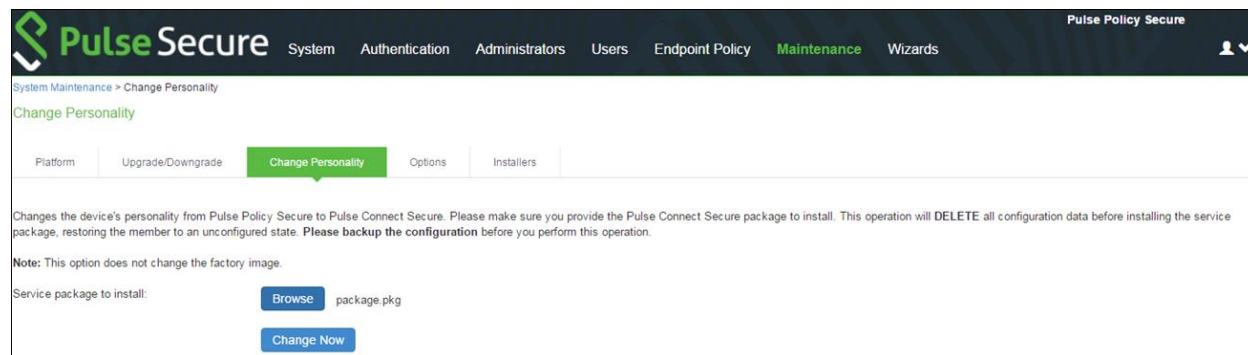 Pulse Policy Secure
Pulse Secure System Authentication Administrators Users Endpoint Policy Maintenance Wizards
System Maintenance > Change Personality
Change Personality
Platform Upgrade/Downgrade Change Personality Options Installers
Changes the device's personality from Pulse Policy Secure to Pulse Connect Secure. Please make sure you provide the Pulse Connect Secure package to install. This operation will DELETE all configuration data before installing the service
package, restoring the member to an unconfigured state. Please backup the configuration before you perform this operation.
Note: This option does not change the factory image.
Service package to install: Browse package.pkg
Change Now